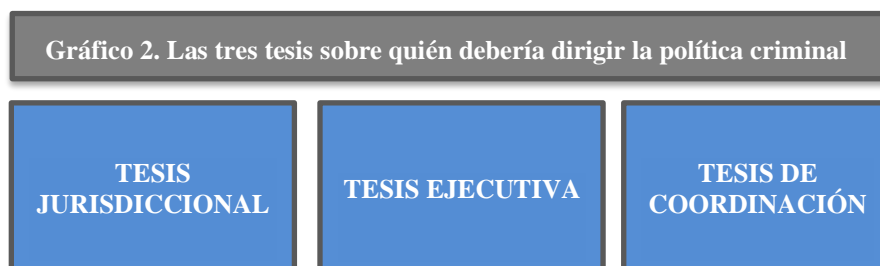 Gráfico 2. Las tres tesis sobre quién debería dirigir la política criminal
TESIS
JURISDICCIONAL
TESIS EJECUTIVA
TESIS DE
COORDINACIÓN